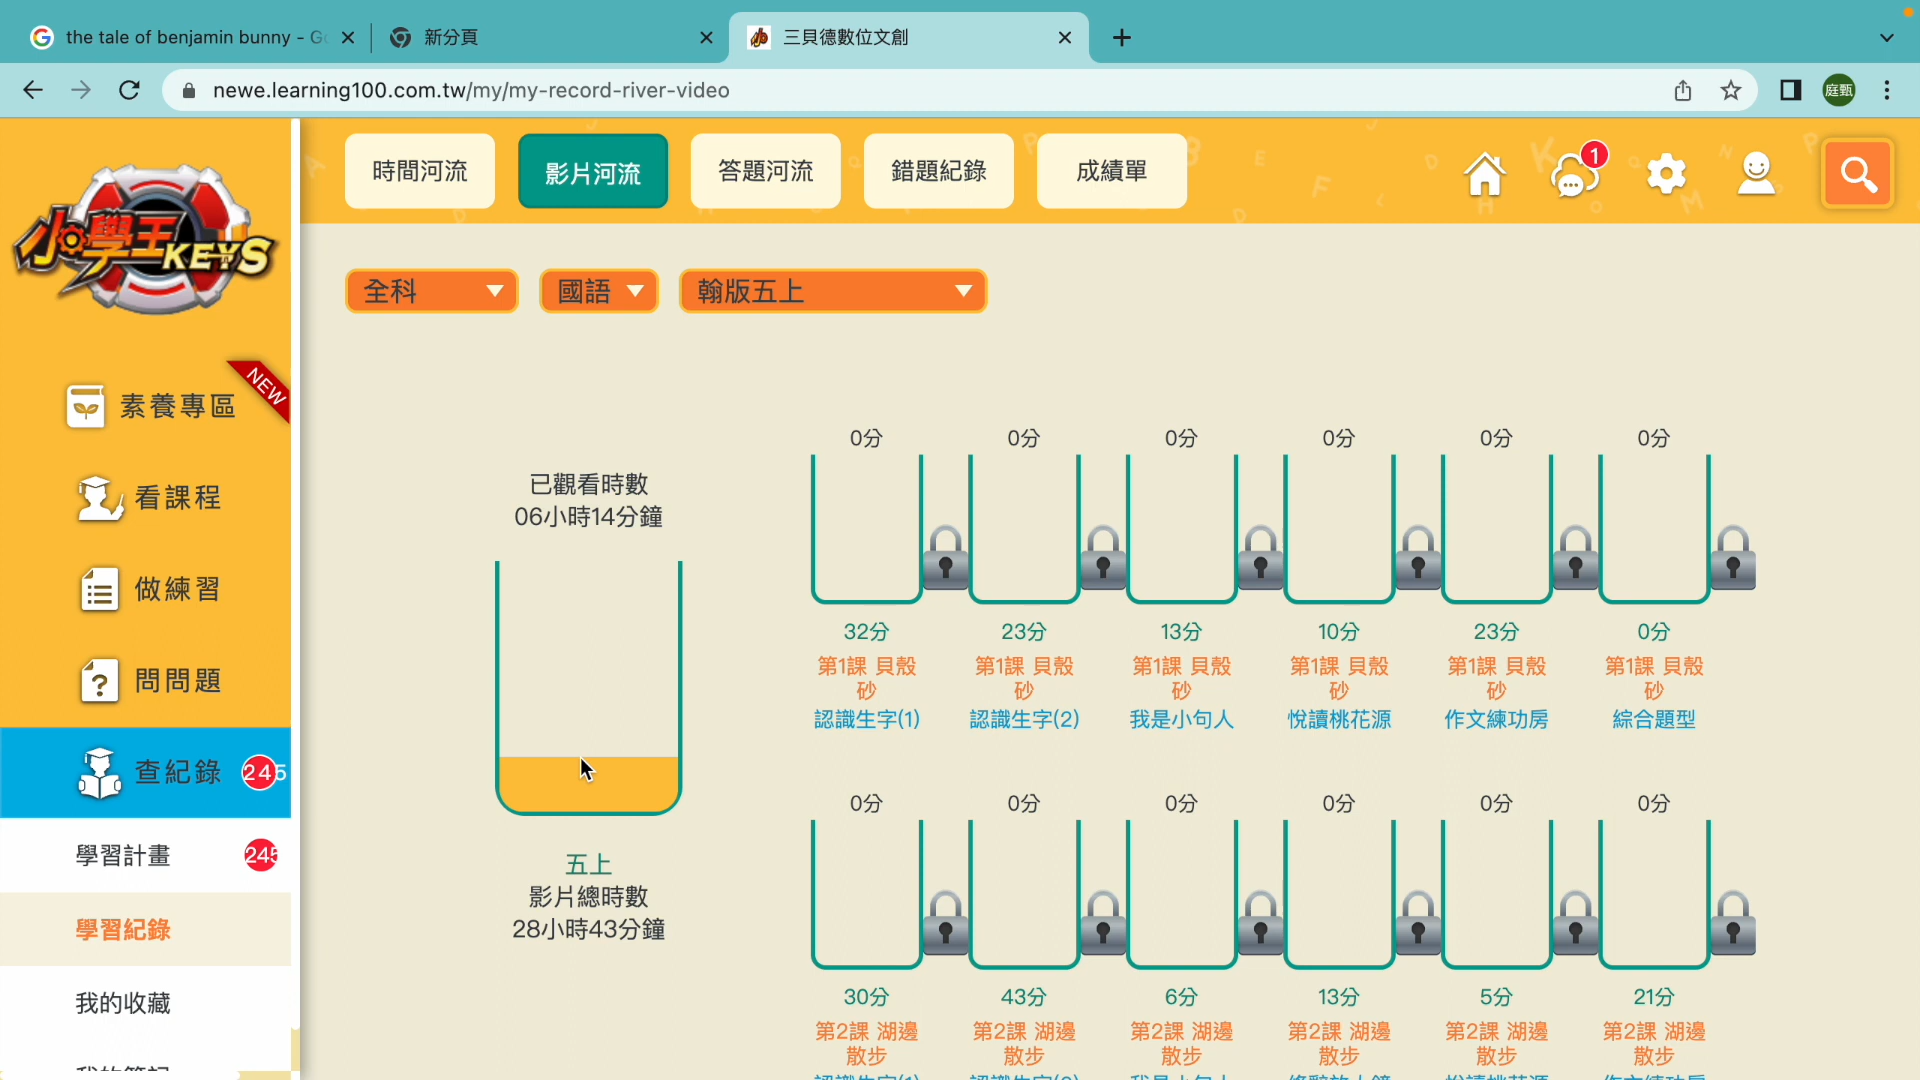 the tale of benjamin bunny - G
新分頁
三貝德數位文創
newe.learning100.com.tw/my/my-record-river-video
庭甄
小學王
KEYS
時間河流
影片河流
答題河流
錯題紀錄
成績單
1
全科
國語
翰版五上
NEW
素養專區
看課程
做練習
問問題
查紀錄
245
學習計畫
245
學習紀錄
我的收藏
已觀看時數
06小時14分鐘
五上
影片總時數
28小時43分鐘
0分 0分 0分 0分 0分 0分
32分 23分 13分 10分 23分 0分
第1課 貝殼 第1課 貝殼 第1課 貝殼 第1課 貝殼 第1課 貝殼 第1課 貝殼
砂 砂 砂 砂 砂 砂
認識生字(1) 認識生字(2) 我是小句人 悅讀桃花源 作文練功房 綜合題型
0分 0分 0分 0分 0分 0分
30分 43分 6分 13分 5分 21分
第2課 湖邊 第2課 湖邊 第2課 湖邊 第2課 湖邊 第2課 湖邊 第2課 湖邊
散步 散步 散步 散步 散步 散步